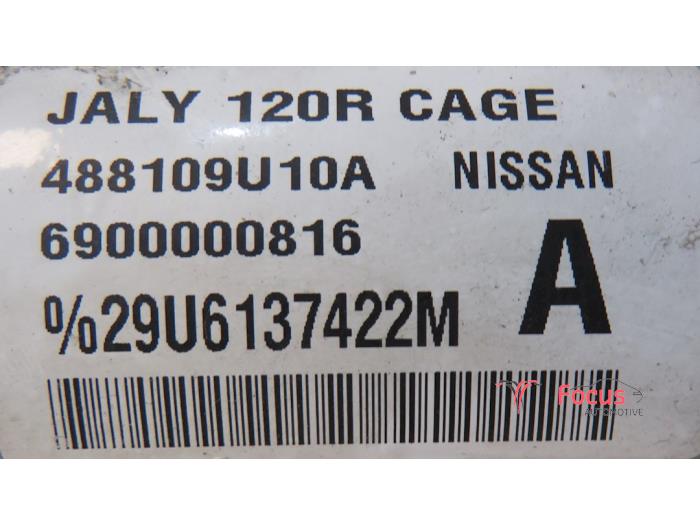 JALY 120R CAGE
488109U10A NISSAN
6900000816
%29U6137422M A
Focus
AUTOMOTIVE